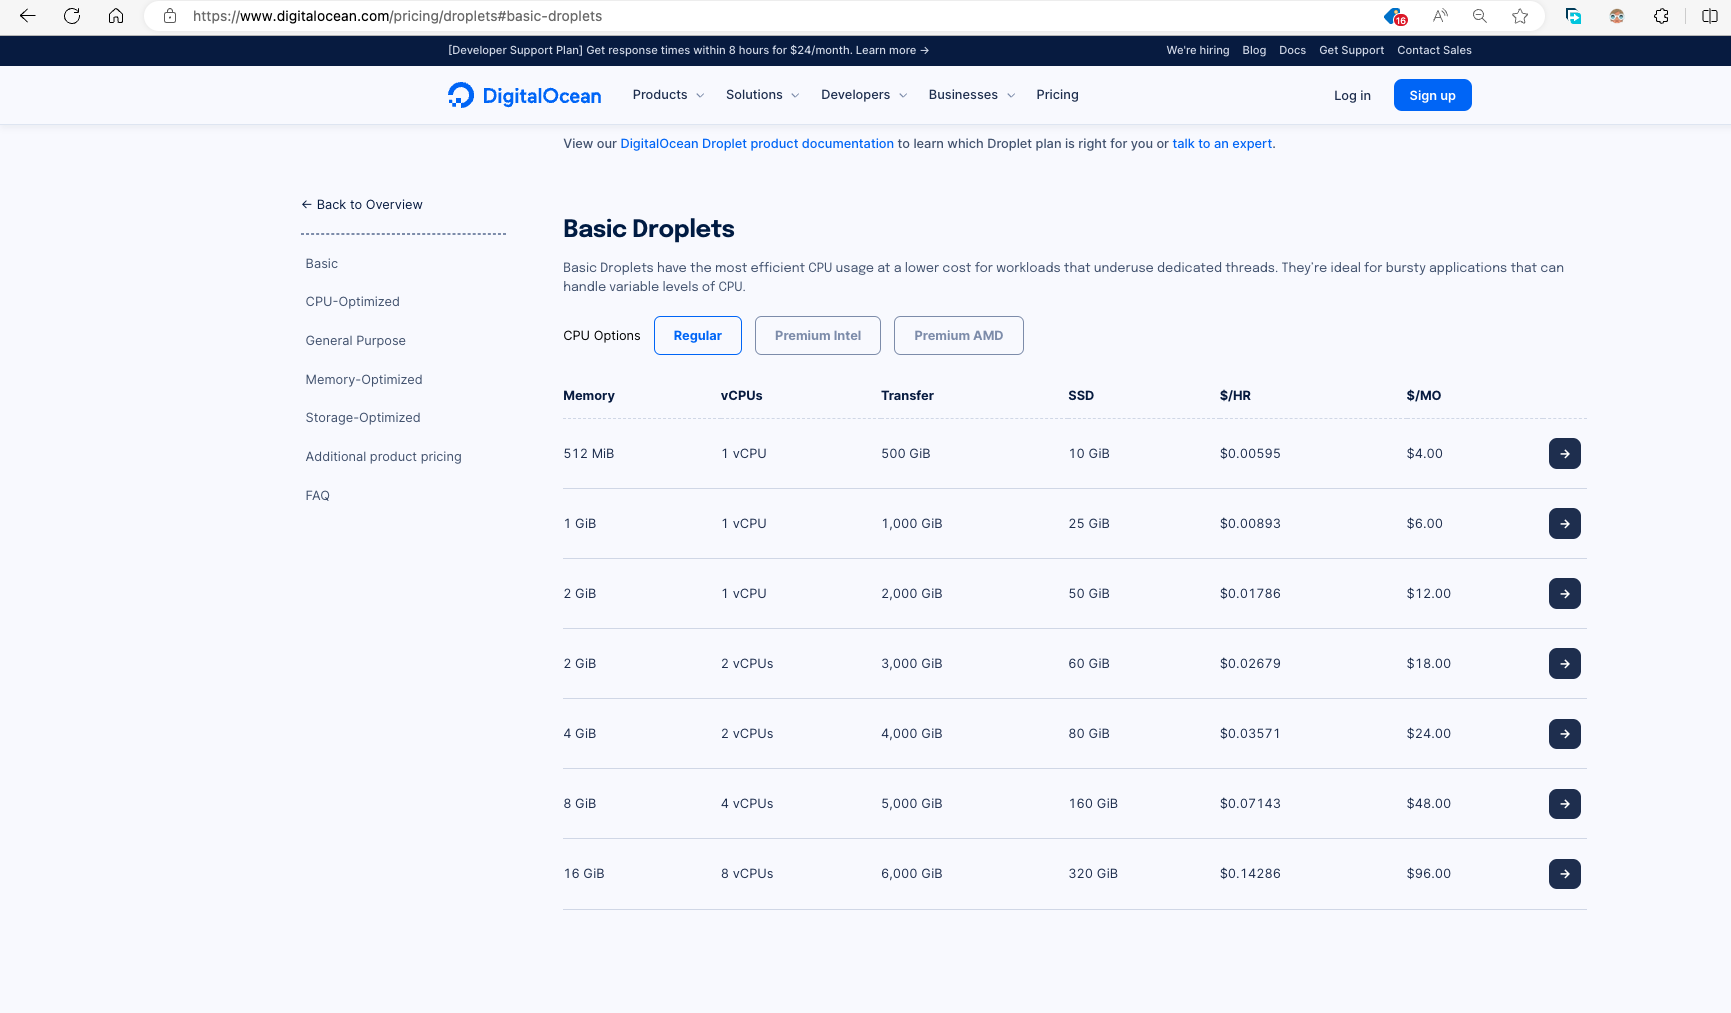 https://www.digitalocean.com/pricing/droplets#basic-droplets
16
[Developer Support Plan] Get response times within 8 hours for $24/month. Learn more →
We're hiring Blog Docs Get Support Contact Sales
DigitalOcean Products Solutions Developers Businesses Pricing Log in Sign up
View our DigitalOcean Droplet product documentation to learn which Droplet plan is right for you or talk to an expert.
← Back to Overview
Basic
CPU-Optimized
General Purpose
Memory-Optimized
Storage-Optimized
Additional product pricing
FAQ
Basic Droplets
Basic Droplets have the most efficient CPU usage at a lower cost for workloads that underuse dedicated threads. They're ideal for bursty applications that can
handle variable levels of CPU.
CPU Options Regular Premium Intel Premium AMD
Memory vCPUs Transfer SSD $/HR $/MO
512 MiB 1 vCPU 500 GiB 10 GiB $0.00595 $4.00 →
1 GiB 1 vCPU 1,000 GiB 25 GiB $0.00893 $6.00 →
2 GiB 1 vCPU 2,000 GiB 50 GiB $0.01786 $12.00 →
2 GiB 2 vCPUs 3,000 GiB 60 GiB $0.02679 $18.00 →
4 GiB 2 vCPUs 4,000 GiB 80 GiB $0.03571 $24.00 →
8 GiB 4 vCPUs 5,000 GiB 160 GiB $0.07143 $48.00 →
16 GiB 8 vCPUs 6,000 GiB 320 GiB $0.14286 $96.00 →